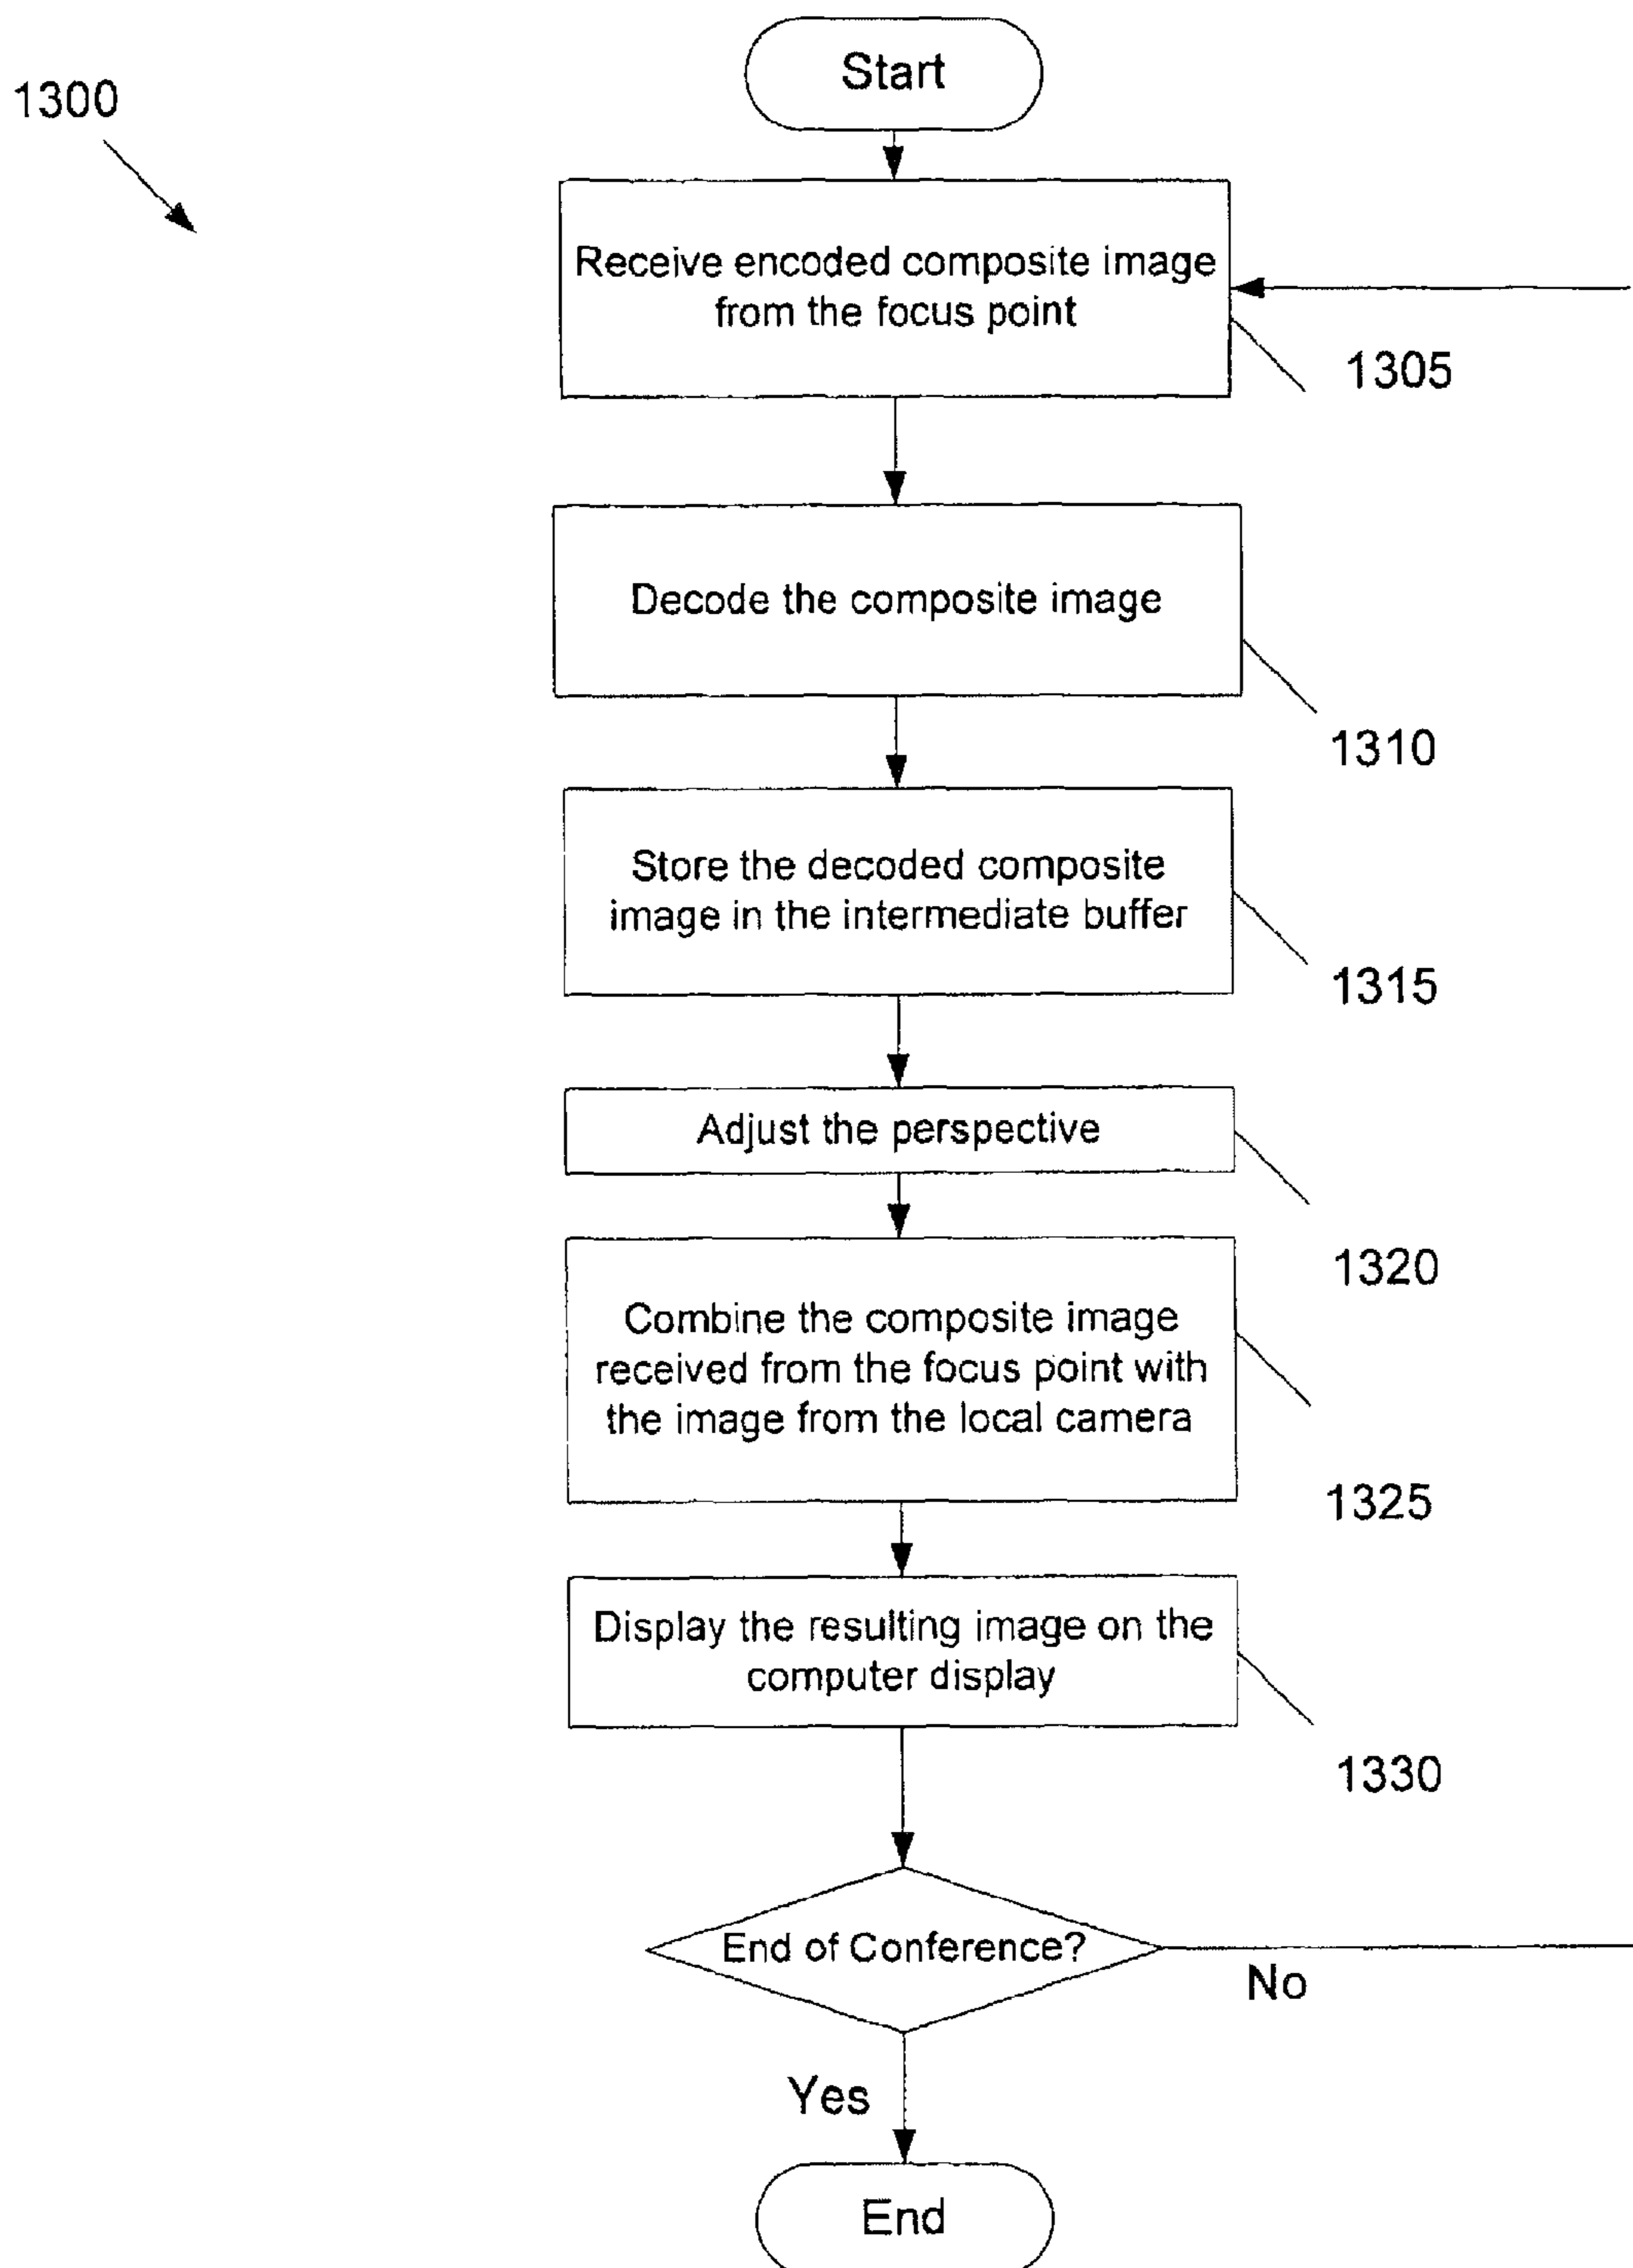 Start
1300
Receive encoded composite image
from the focus point
1305
Decode the composite image
1310
Store the decoded composite
image in the intermediate buffer
1315
Adjust the perspective
1320
Combine the composite image
received from the focus point with
the image from the local camera
1325
Display the resulting image on the
computer display
1330
End of Conference?
No
Yes
End